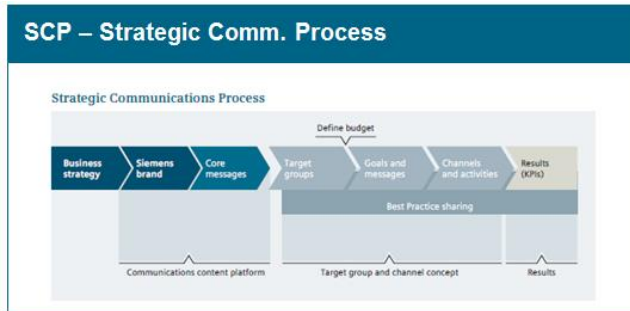 SCP – Strategic Comm. Process
Strategic Communications Process
Define budget
Business
strategy
Siemens
brand
Core
messages
Target
groups
Goals and
messages
Channels
and activities
Results
(KPIs)
Best Practice sharing
Communications content platform
Target group and channel concept
Results